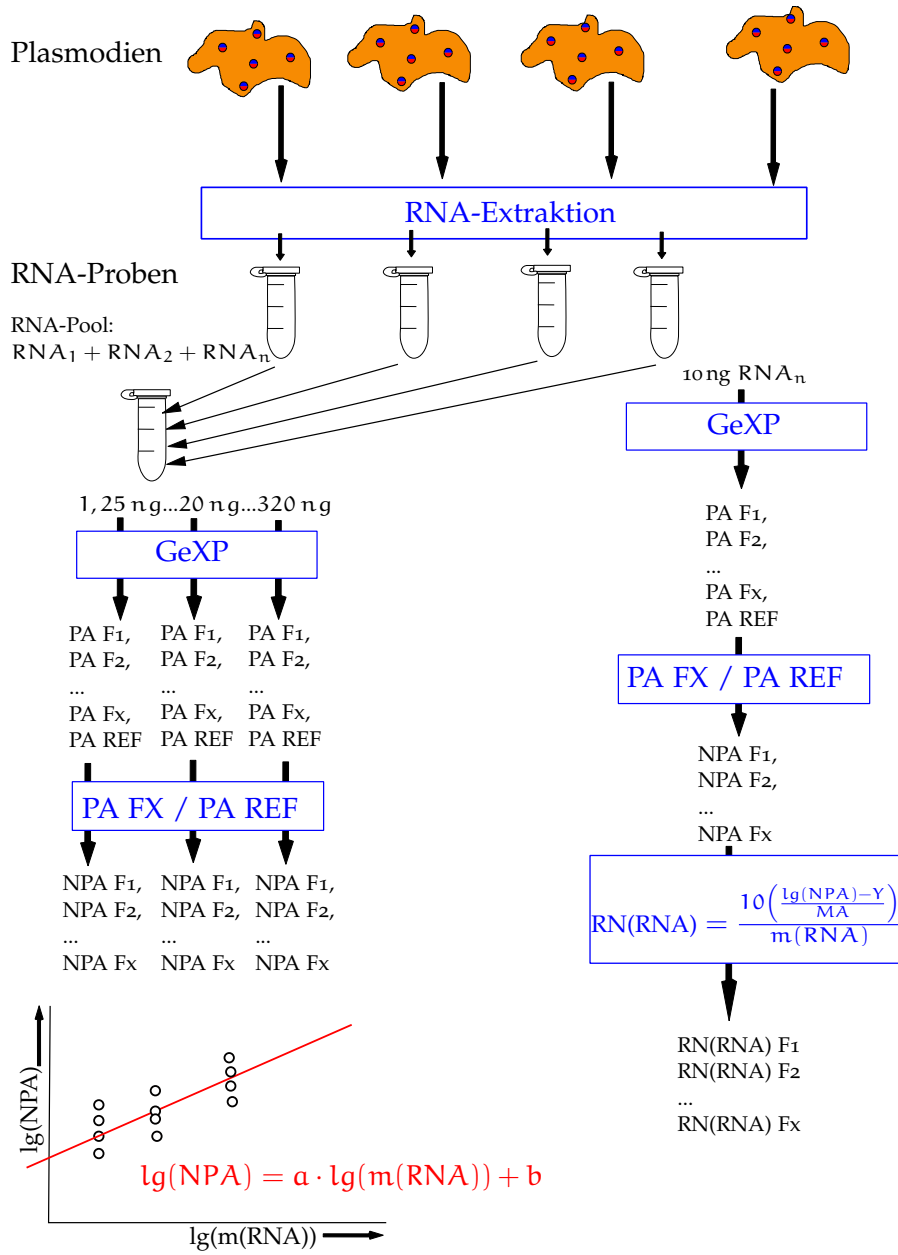 Plasmodien
RNA-Extraktion
RNA-Proben
RNA-Pool:
RNA₁ + RNA₂ + RNAₙ
1,25 ng...20 ng...320 ng
GeXP
PA F1, PA F1, PA F1,
PA F2, PA F2, PA F2,
... ... ...
PA Fx, PA Fx, PA Fx,
PA REF PA REF PA REF
PA FX / PA REF
NPA F1, NPA F1, NPA F1,
NPA F2, NPA F2, NPA F2,
... ... ...
NPA Fx NPA Fx NPA Fx
lg(NPA)
lg(NPA) = a · lg(m(RNA)) + b
lg(m(RNA))
10 ng RNAₙ
GeXP
PA F1,
PA F2,
...
PA Fx,
PA REF
PA FX / PA REF
NPA F1,
NPA F2,
...
NPA Fx
RN(RNA) = 10^((lg(NPA)−Y)/MA) / m(RNA)
RN(RNA) F1
RN(RNA) F2
...
RN(RNA) Fx